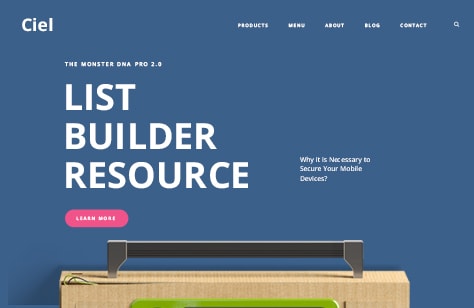 Ciel
PRODUCTS MENU ABOUT BLOG CONTACT
THE MONSTER DNA PRO 2.0
LIST
BUILDER
RESOURCE
Why it is Necessary to
Secure Your Mobile
Devices?
LEARN MORE